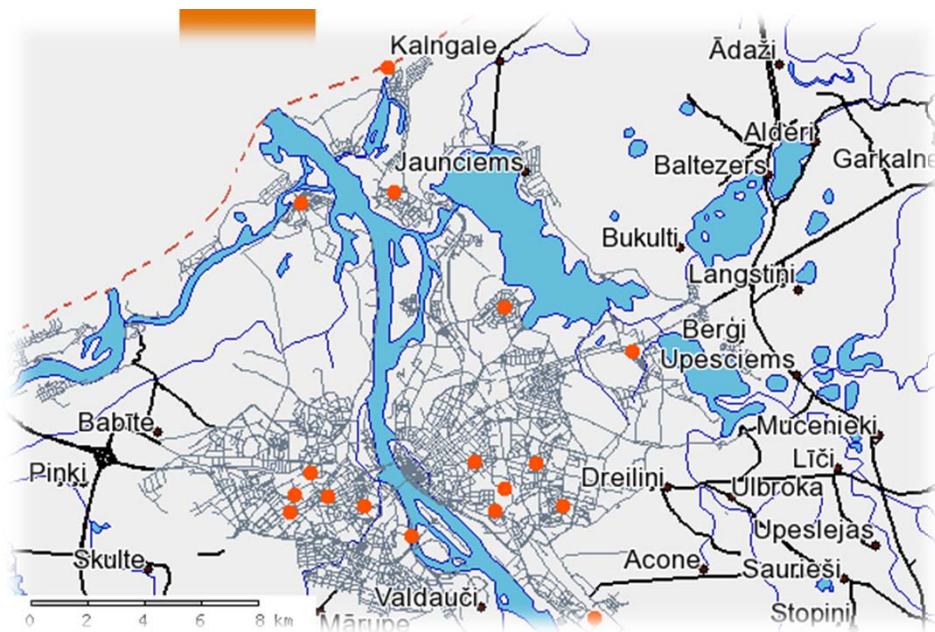 Kalngale
Ādaži
Alderi
Jaunciems
Baltezers
Garkalne
Bukulti
Langstiņi
Berģi
Upesciems
Babīte
Mucenieki
Piņķi
Līči
Dreiliņi
Ulbroka
Upeslejas
Skulte
Acone
Saurieši
Valdauči
Stopiņi
0 2 4 6 8 km
Mārupe